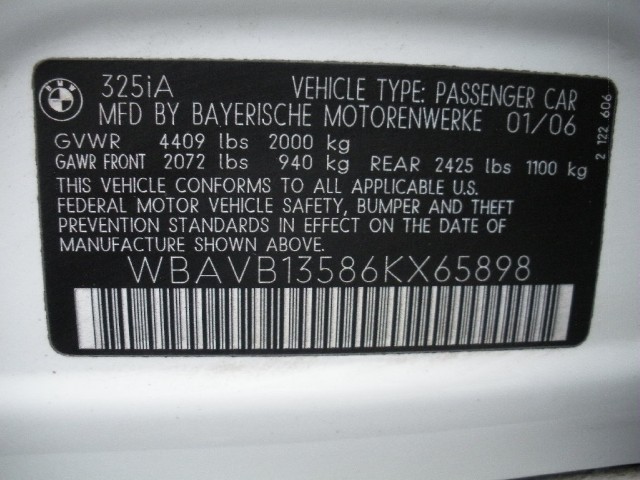 BMW 325iA VEHICLE TYPE: PASSENGER CAR
MFD BY BAYERISCHE MOTORENWERKE 01/06
GVWR 4409 lbs 2000 kg
GAWR FRONT 2072 lbs 940 kg REAR 2425 lbs 1100 kg
THIS VEHICLE CONFORMS TO ALL APPLICABLE U.S.
FEDERAL MOTOR VEHICLE SAFETY, BUMPER AND THEFT
PREVENTION STANDARDS IN EFFECT ON THE DATE OF
MANUFACTURE SHOWN ABOVE.
WBAVB13586KX65898
2 122 606